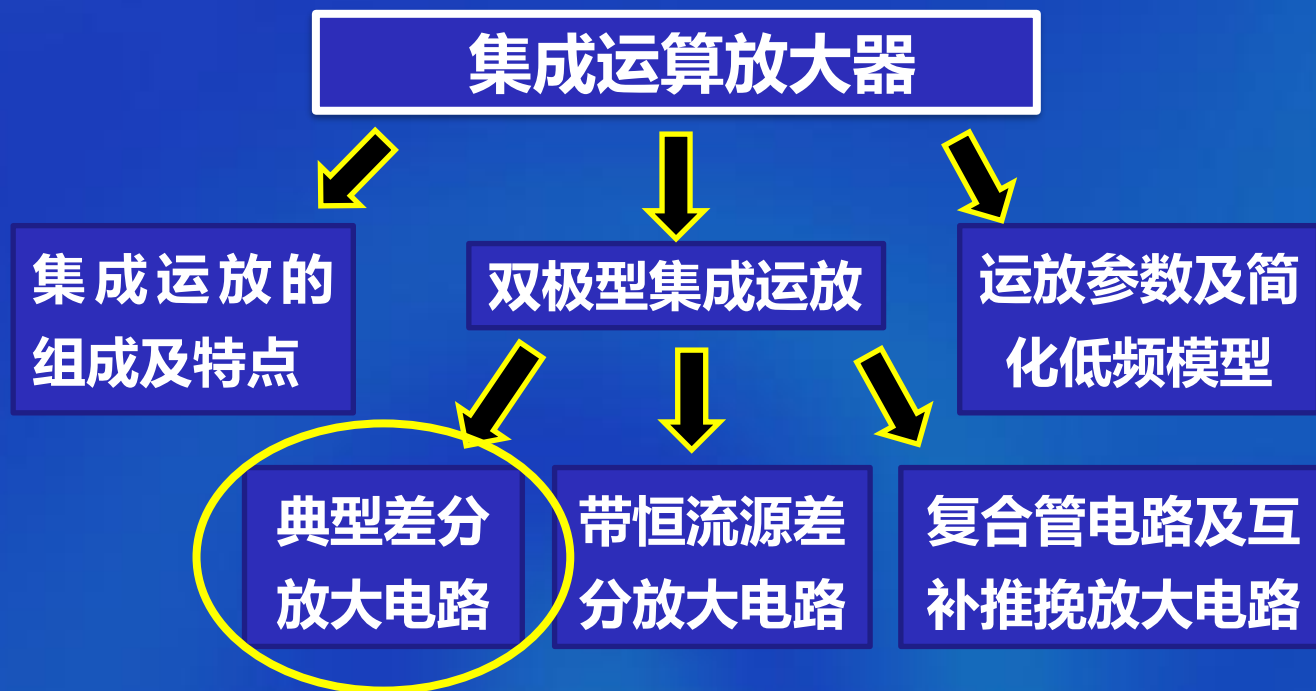 集成运算放大器
集成运放的
组成及特点
双极型集成运放
运放参数及简
化低频模型
典型差分
放大电路
带恒流源差
分放大电路
复合管电路及互
补推挽放大电路